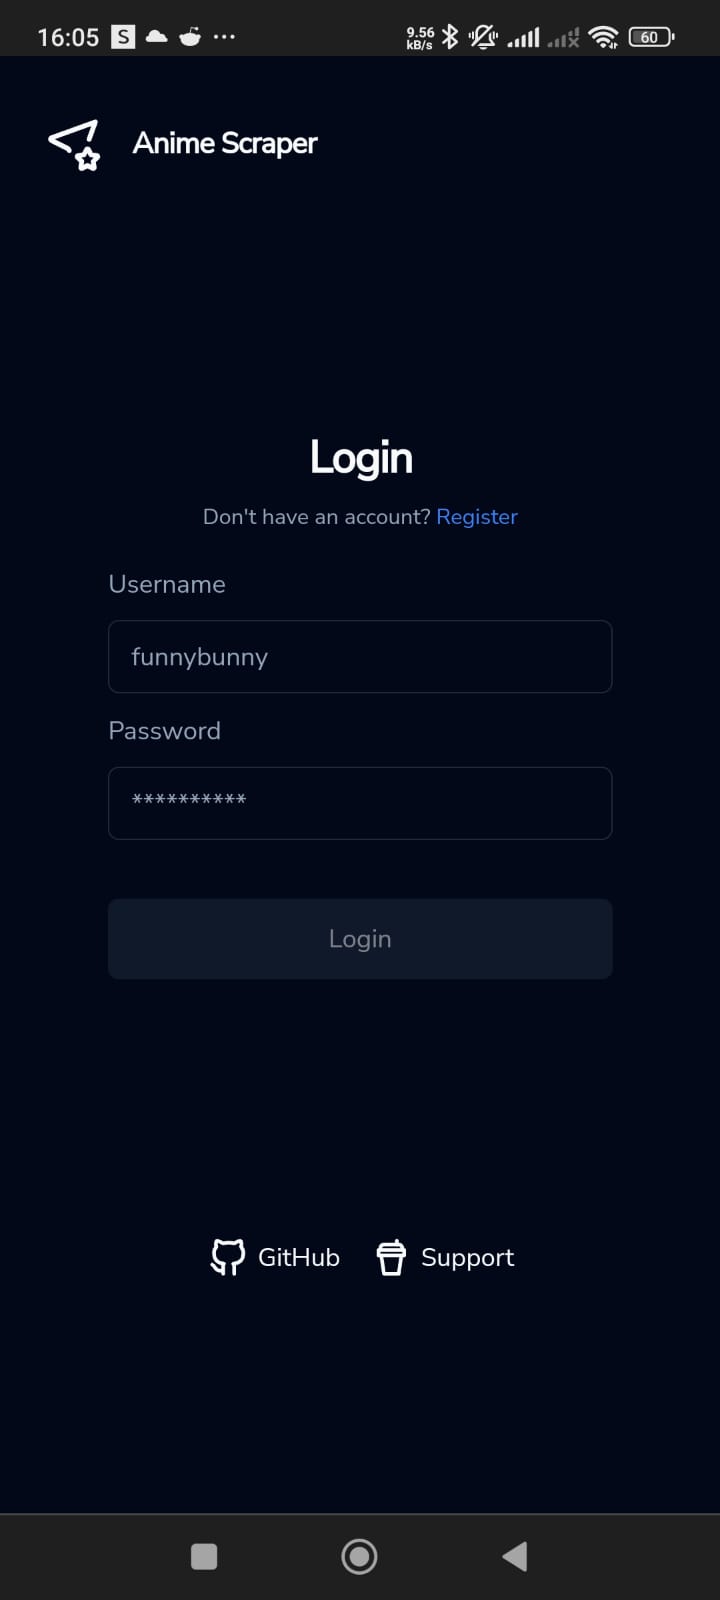 16:05 S ... 9.56 kB/s 60
Anime Scraper
Login
Don't have an account? Register
Username
funnybunny
Password
**********
Login
GitHub Support